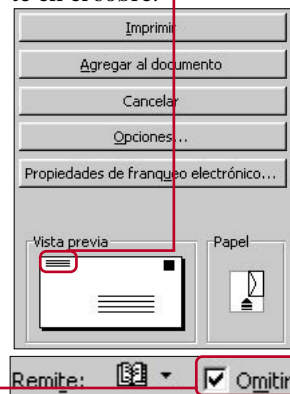 te en el sobre.
Imprimir
Agregar al documento
Cancelar
Opciones...
Propiedades de franqueo electrónico...
Vista previa
Papel
Remite:
Omitir